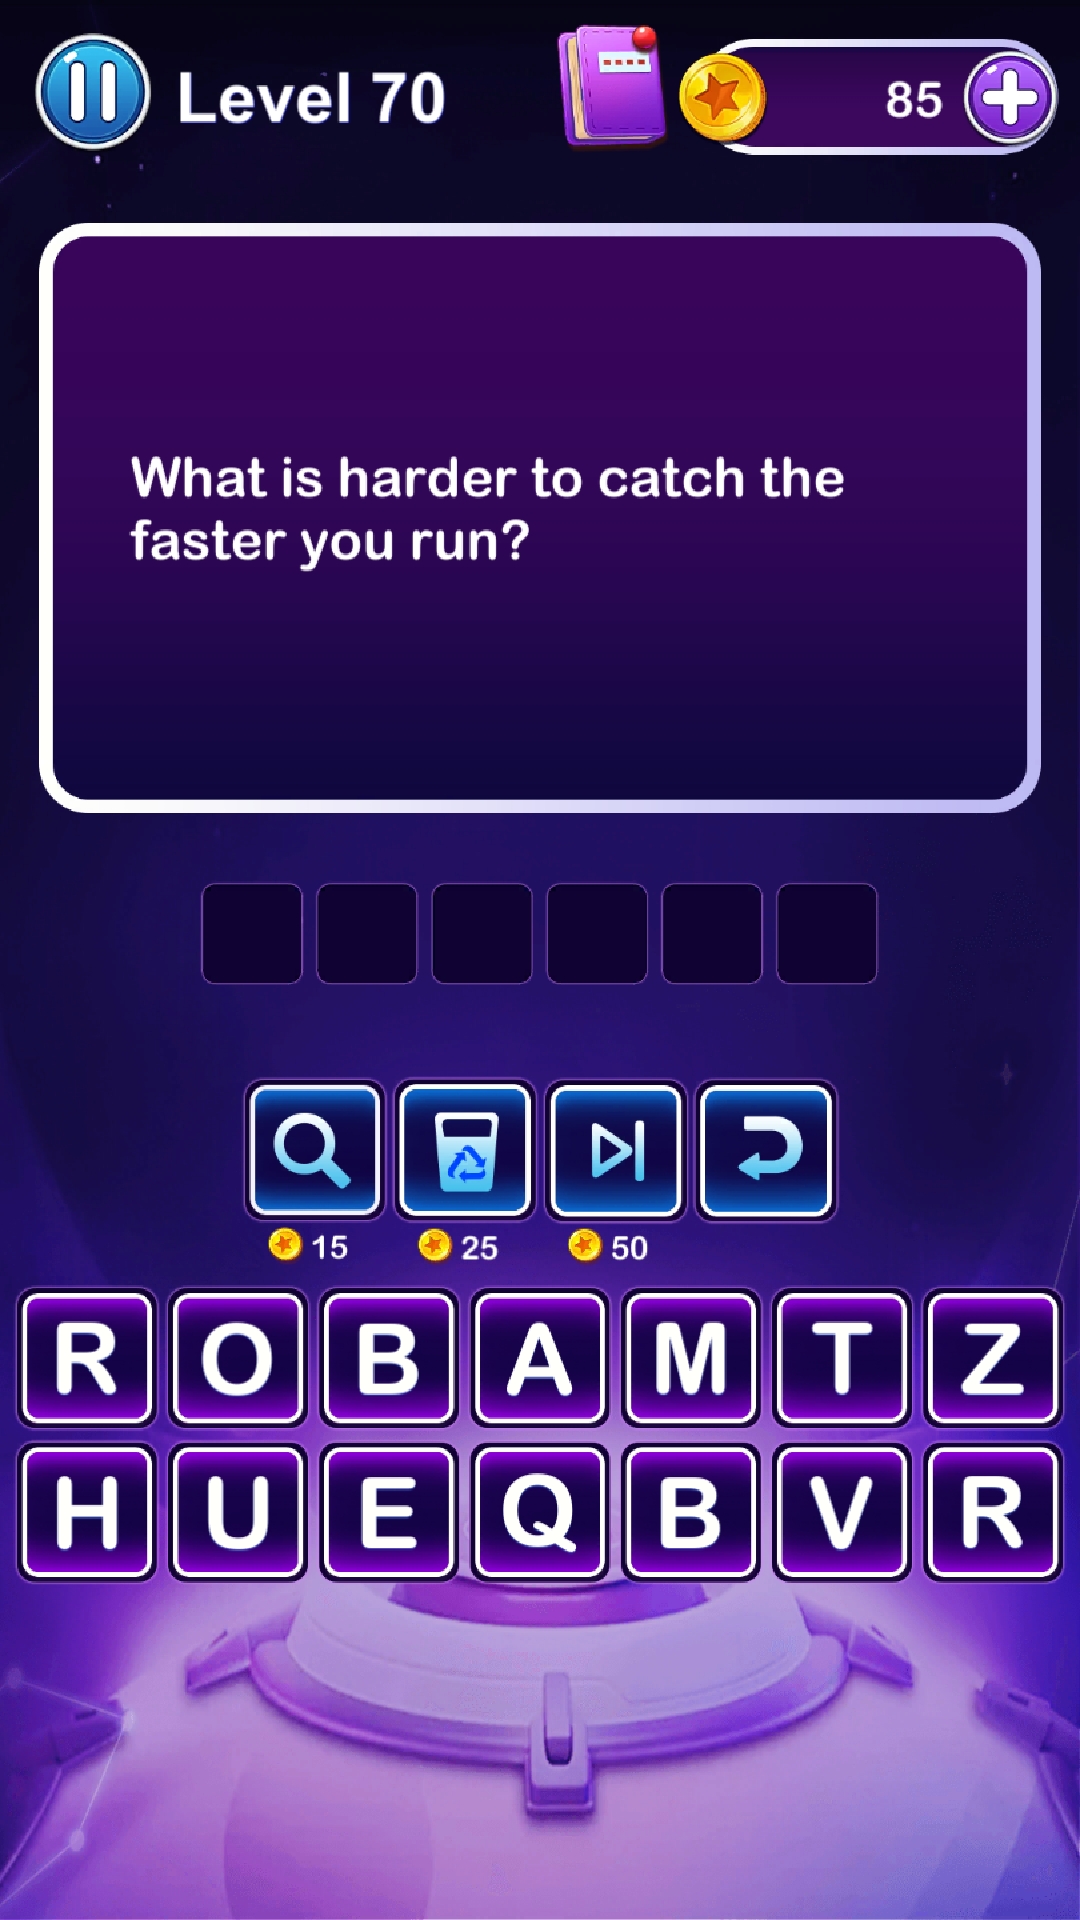 Level 70
85
What is harder to catch the
faster you run?
15 25 50
R O B A M T Z
H U E Q B V R